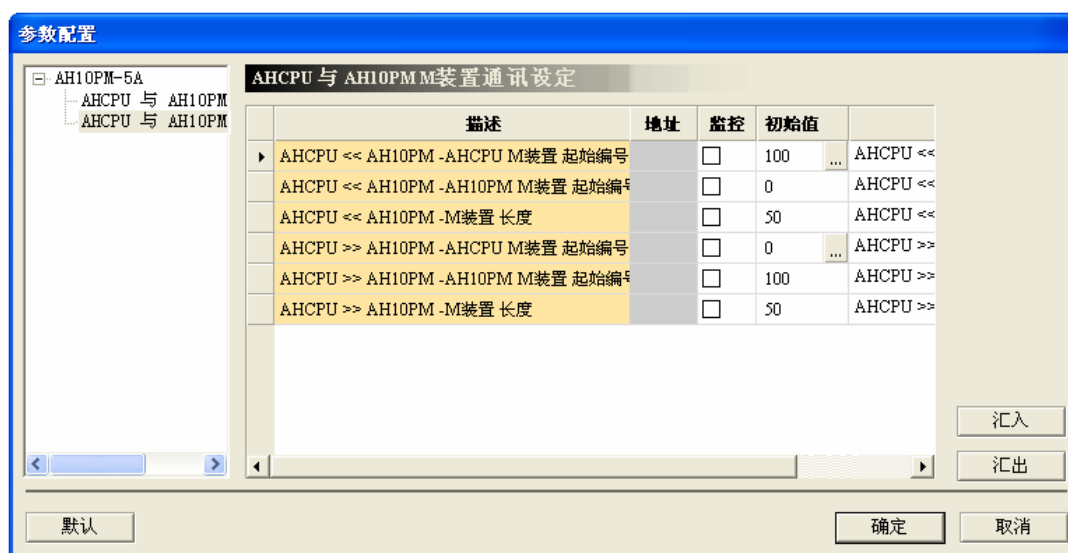 参数配置
AH10PM-5A
AHCPU 与 AH10PM
AHCPU 与 AH10PM
AHCPU 与 AH10PM M装置通讯设定
描述 地址 监控 初始值
AHCPU << AH10PM -AHCPU M装置 起始编号 100 ... AHCPU <<
AHCPU << AH10PM -AH10PM M装置 起始编号 0 AHCPU <<
AHCPU << AH10PM -M装置 长度 50 AHCPU <<
AHCPU >> AH10PM -AHCPU M装置 起始编号 0 ... AHCPU >>
AHCPU >> AH10PM -AH10PM M装置 起始编号 100 AHCPU >>
AHCPU >> AH10PM -M装置 长度 50 AHCPU >>
汇入
汇出
默认 确定 取消